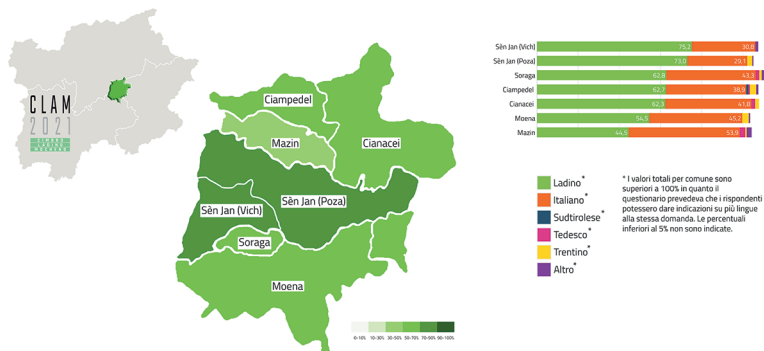 CLAM
2021
CIMBRO
LADINO
MÒCHENO
Ciampedel
Mazin
Cianacei
Sèn Jan (Poza)
Sèn Jan (Vich)
Soraga
Moena
0-10% 10-30% 30-50% 50-70% 70-90% 90-100%
Sèn Jan (Vich) 75,2 30,8
Sèn Jan (Poza) 73,0 29,1
Soraga 62,8 43,3
Ciampedel 62,7 38,9
Cianacei 62,3 41,8
Moena 54,5 45,2
Mazin 44,5 53,9
Ladino*
Italiano*
Sudtirolese*
Tedesco*
Trentino*
Altro*
* I valori totali per comune sono
superiori a 100% in quanto il
questionario prevedeva che i rispondenti
potessero dare indicazioni su più lingue
alla stessa domanda. Le percentuali
inferiori al 5% non sono indicate.